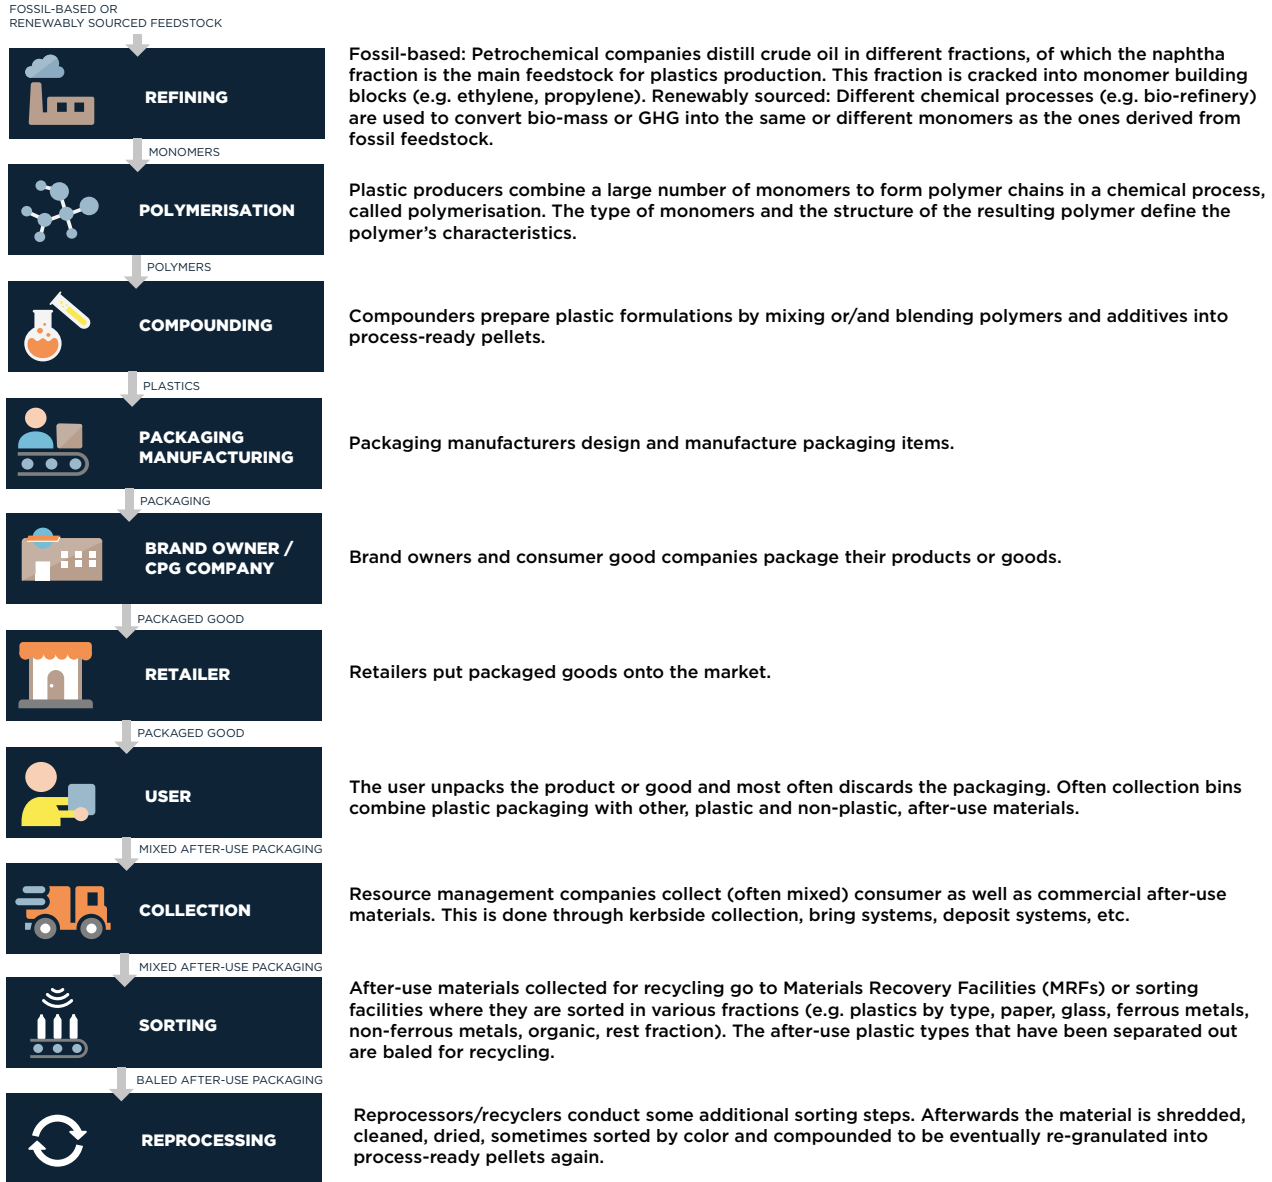 FOSSIL-BASED OR
RENEWABLY SOURCED FEEDSTOCK
REFINING
Fossil-based: Petrochemical companies distill crude oil in different fractions, of which the naphtha
fraction is the main feedstock for plastics production. This fraction is cracked into monomer building
blocks (e.g. ethylene, propylene). Renewably sourced: Different chemical processes (e.g. bio-refinery)
are used to convert bio-mass or GHG into the same or different monomers as the ones derived from
fossil feedstock.
MONOMERS
POLYMERISATION
Plastic producers combine a large number of monomers to form polymer chains in a chemical process,
called polymerisation. The type of monomers and the structure of the resulting polymer define the
polymer’s characteristics.
POLYMERS
COMPOUNDING
Compounders prepare plastic formulations by mixing or/and blending polymers and additives into
process-ready pellets.
PLASTICS
PACKAGING
MANUFACTURING
Packaging manufacturers design and manufacture packaging items.
PACKAGING
BRAND OWNER /
CPG COMPANY
Brand owners and consumer good companies package their products or goods.
PACKAGED GOOD
RETAILER
Retailers put packaged goods onto the market.
PACKAGED GOOD
USER
The user unpacks the product or good and most often discards the packaging. Often collection bins
combine plastic packaging with other, plastic and non-plastic, after-use materials.
MIXED AFTER-USE PACKAGING
COLLECTION
Resource management companies collect (often mixed) consumer as well as commercial after-use
materials. This is done through kerbside collection, bring systems, deposit systems, etc.
MIXED AFTER-USE PACKAGING
SORTING
After-use materials collected for recycling go to Materials Recovery Facilities (MRFs) or sorting
facilities where they are sorted in various fractions (e.g. plastics by type, paper, glass, ferrous metals,
non-ferrous metals, organic, rest fraction). The after-use plastic types that have been separated out
are baled for recycling.
BALED AFTER-USE PACKAGING
REPROCESSING
Reprocessors/recyclers conduct some additional sorting steps. Afterwards the material is shredded,
cleaned, dried, sometimes sorted by color and compounded to be eventually re-granulated into
process-ready pellets again.